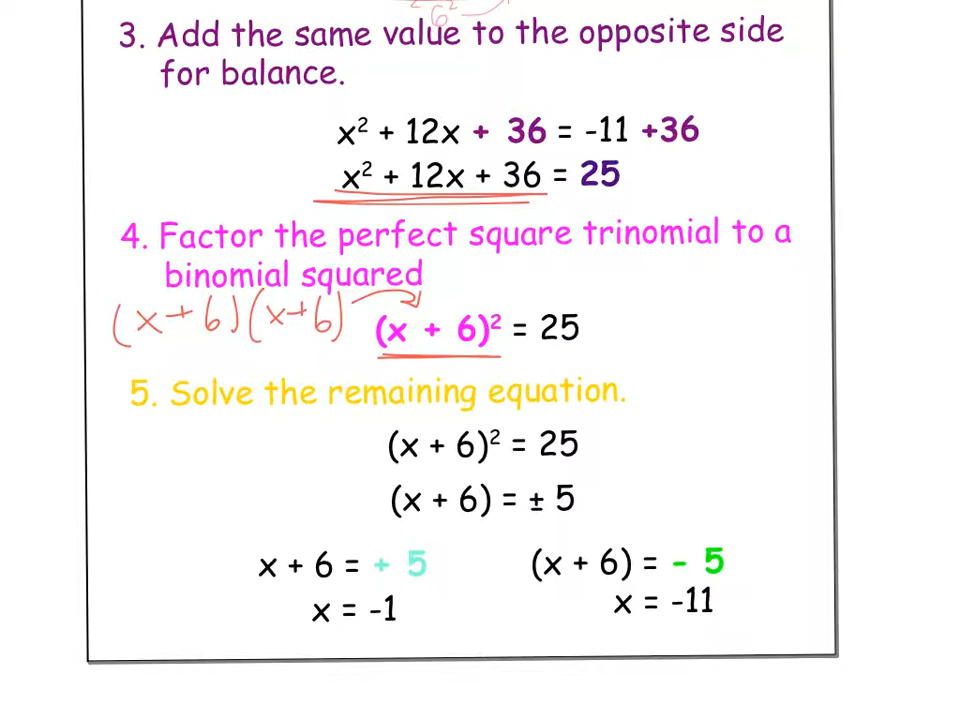 6²
3. Add the same value to the opposite side
for balance.
x² + 12x + 36 = -11 +36
x² + 12x + 36 = 25
4. Factor the perfect square trinomial to a
binomial squared
(x+6)(x+6) (x + 6)² = 25
5. Solve the remaining equation.
(x + 6)² = 25
(x + 6) = ± 5
x + 6 = + 5 (x + 6) = - 5
x = -1 x = -11